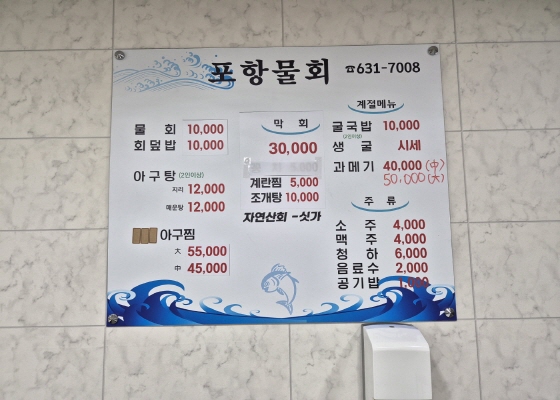 포항물회 ☎631-7008
물 회 10,000
회덮밥 10,000
아구탕 (2인이상)
지리 12,000
매운탕 12,000
아구찜
大 55,000
中 45,000
막 회
30,000
계란찜 5,000
조개탕 10,000
자연산회 -싯가
계절메뉴
굴국밥 10,000
(2인이상)
생 굴 시세
과메기 40,000 (中)
50,000 (大)
주 류
소 주 4,000
맥 주 4,000
청 하 6,000
음료수 2,000
공기밥